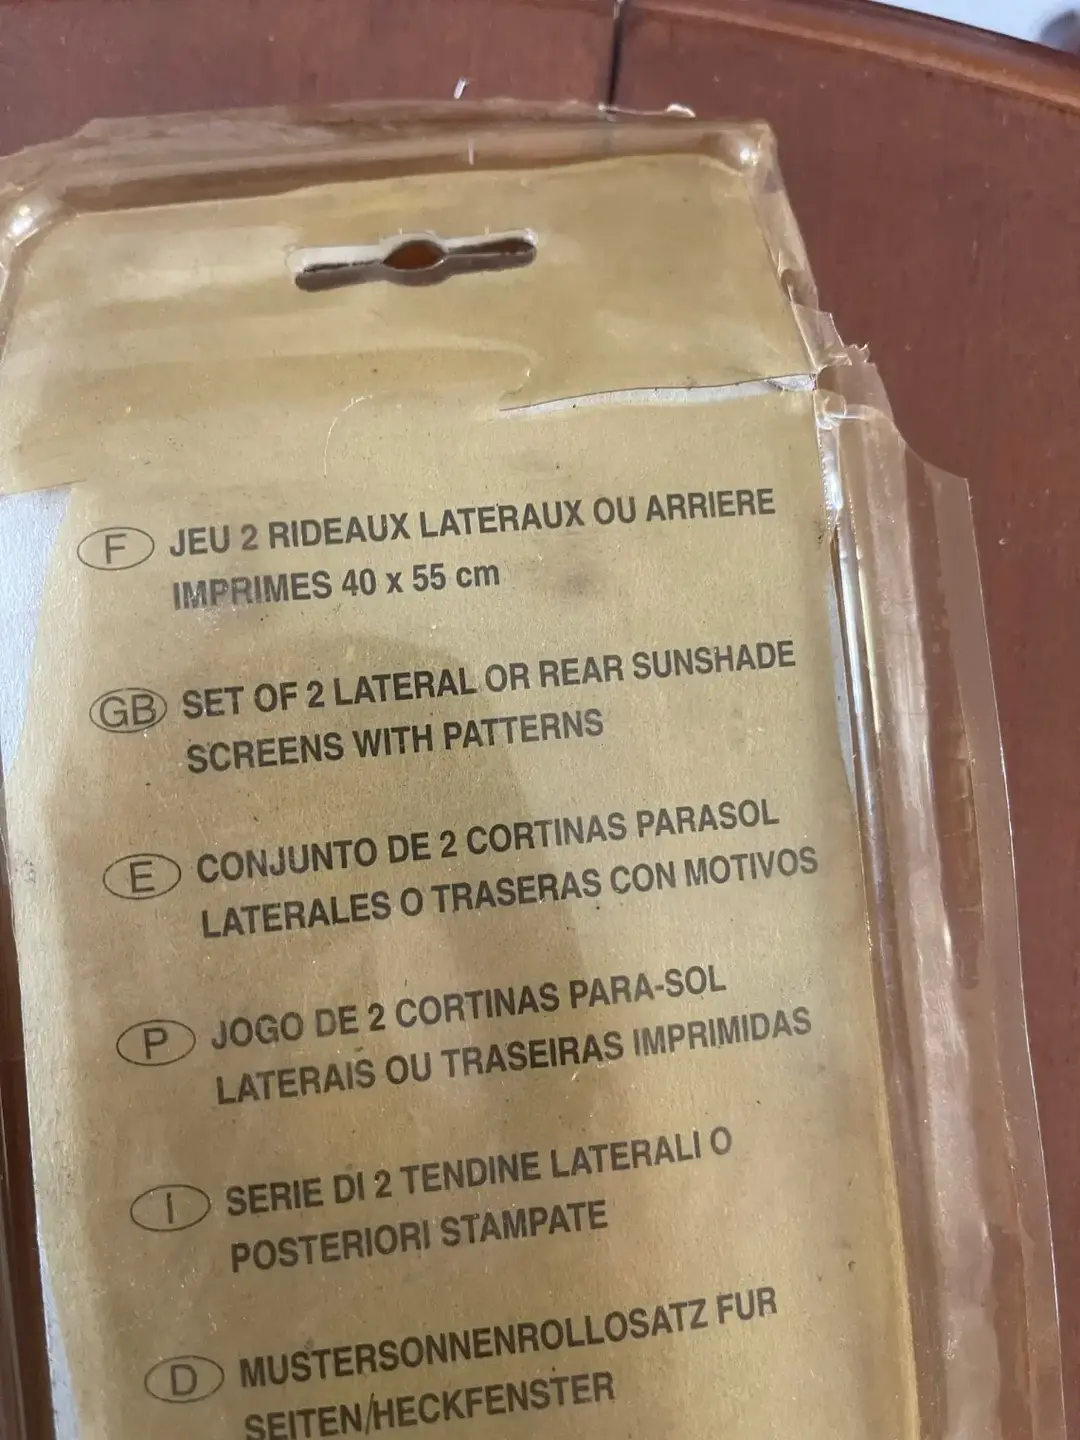 F JEU 2 RIDEAUX LATERAUX OU ARRIERE
IMPRIMES 40 x 55 cm
GB SET OF 2 LATERAL OR REAR SUNSHADE
SCREENS WITH PATTERNS
E CONJUNTO DE 2 CORTINAS PARASOL
LATERALES O TRASERAS CON MOTIVOS
P JOGO DE 2 CORTINAS PARA-SOL
LATERAIS OU TRASEIRAS IMPRIMIDAS
I SERIE DI 2 TENDINE LATERALI O
POSTERIORI STAMPATE
D MUSTERSONNENROLLOSATZ FUR
SEITEN/HECKFENSTER